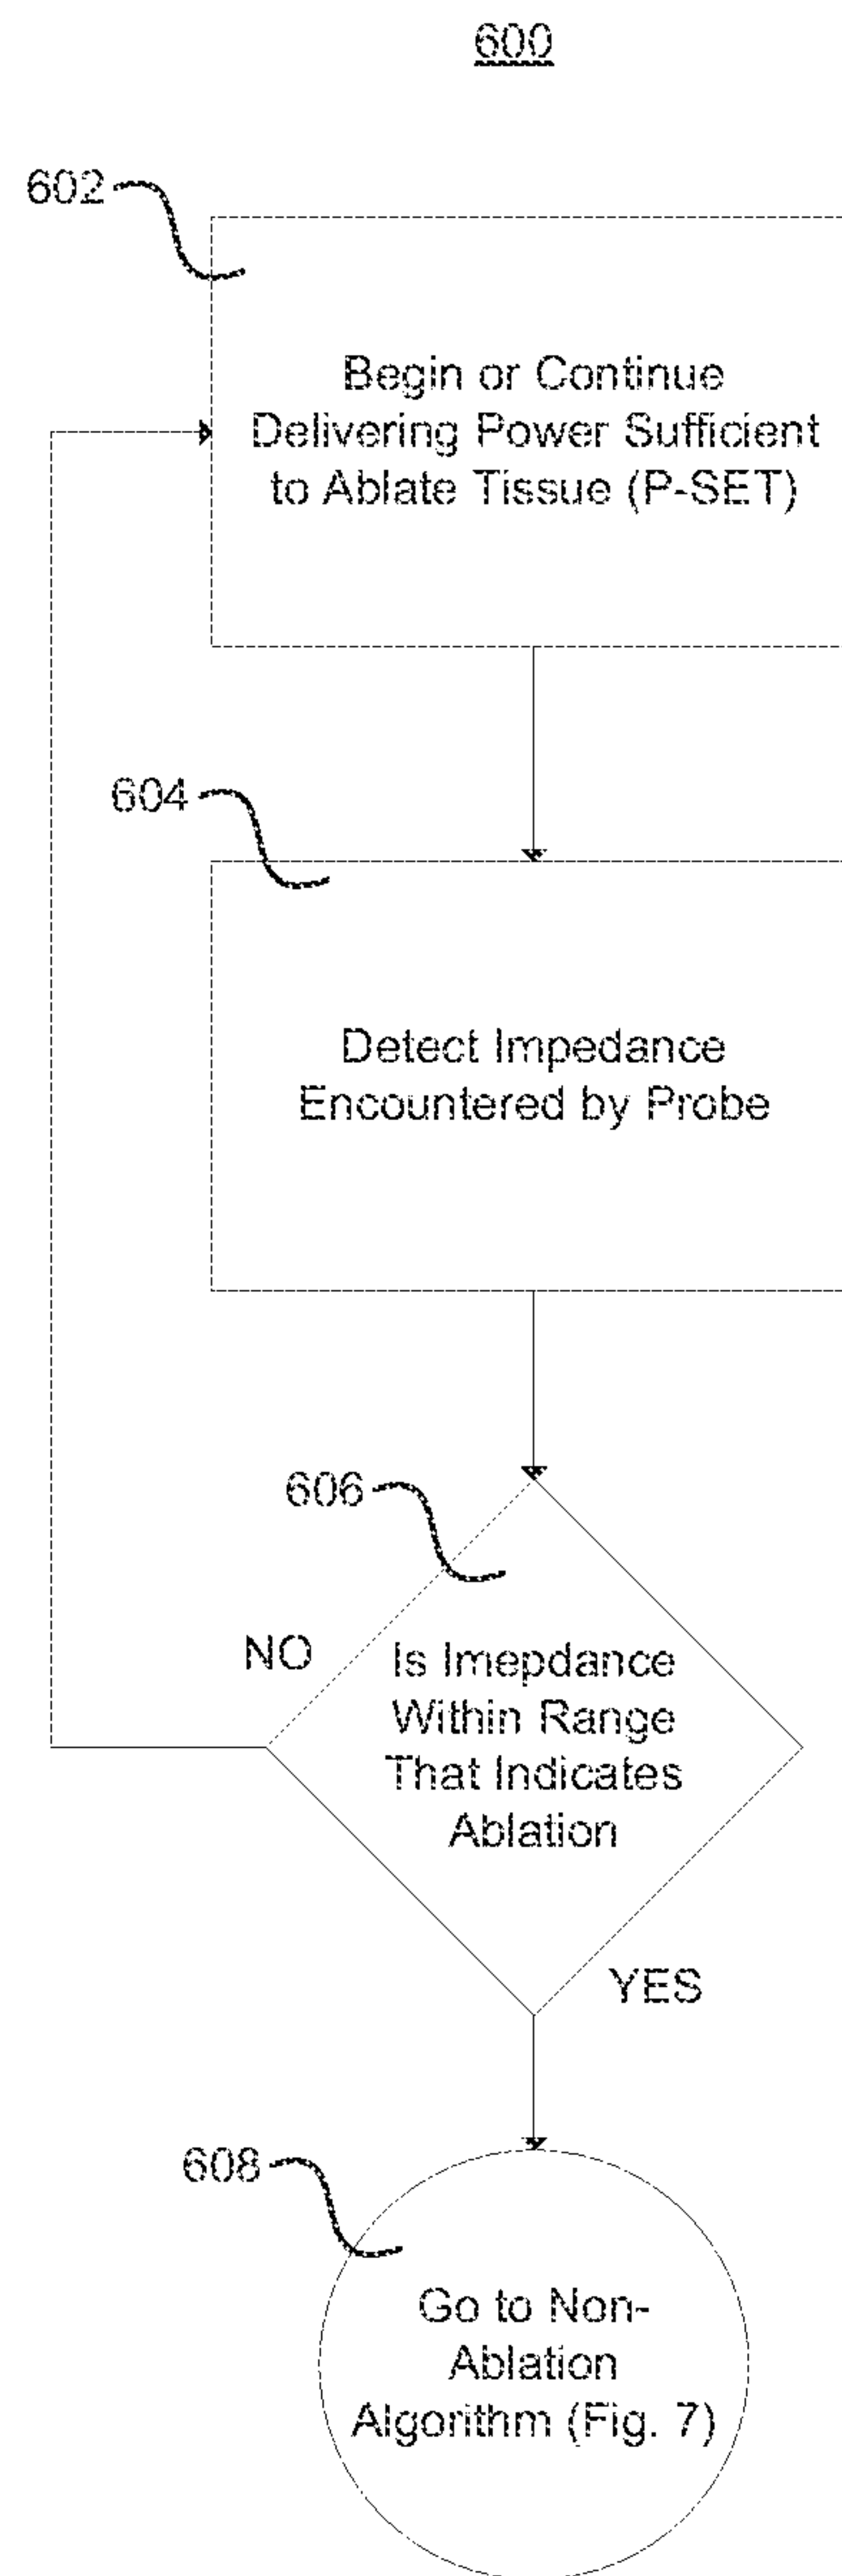 600
602
Begin or Continue
Delivering Power Sufficient
to Ablate Tissue (P-SET)
604
Detect Impedance
Encountered by Probe
606
NO
Is Imepdance
Within Range
That Indicates
Ablation
YES
608
Go to Non-
Ablation
Algorithm (Fig. 7)